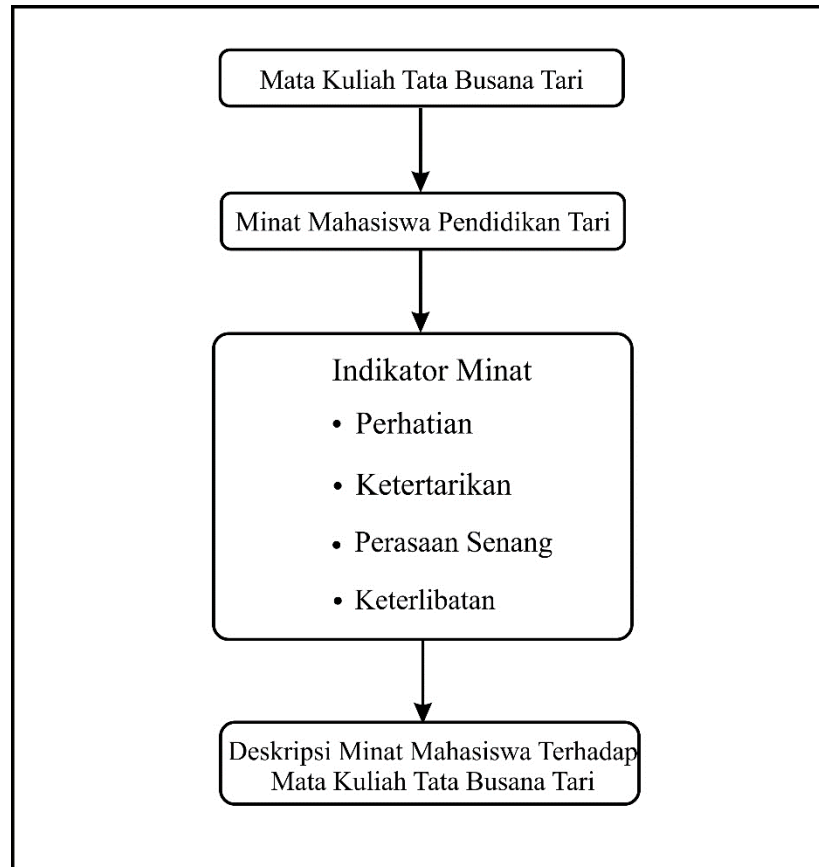 Mata Kuliah Tata Busana Tari
Minat Mahasiswa Pendidikan Tari
Indikator Minat
• Perhatian
• Ketertarikan
• Perasaan Senang
• Keterlibatan
Deskripsi Minat Mahasiswa Terhadap
Mata Kuliah Tata Busana Tari